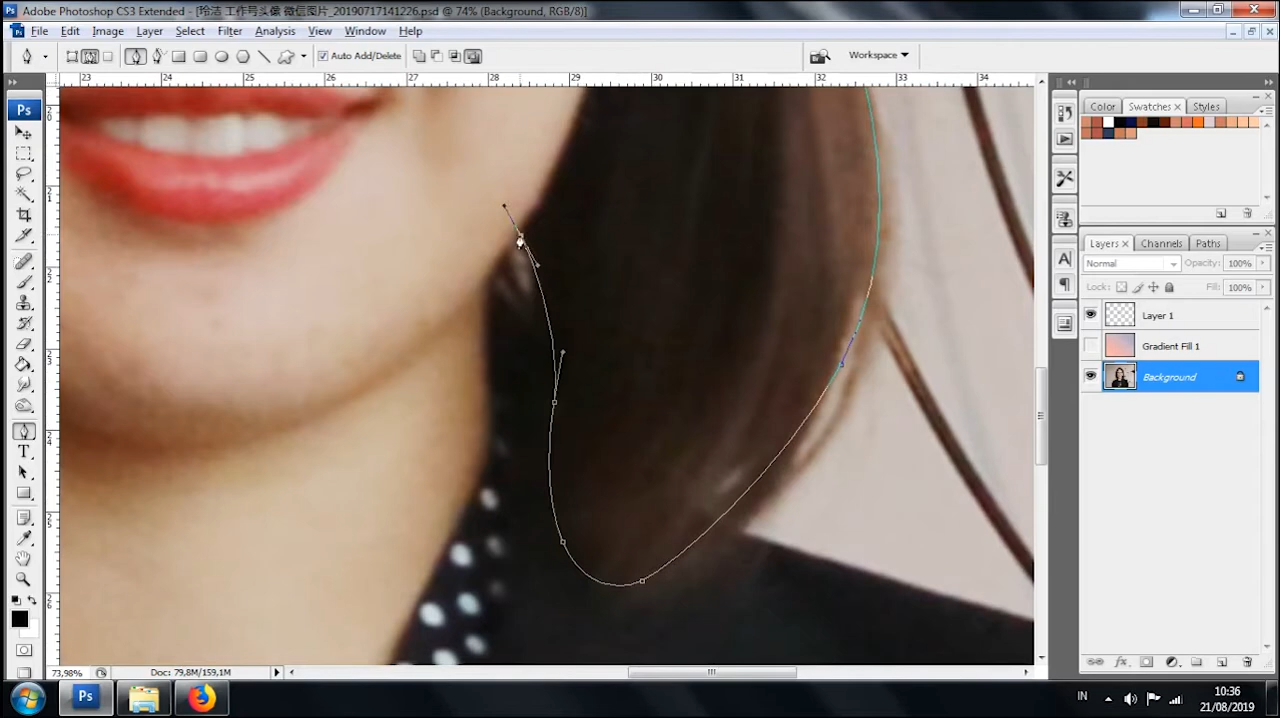 Adobe Photoshop CS3 Extended - [玲洁 工作号头像 微信图片_20190717141226.psd @ 74% (Background, RGB/8)]
File Edit Image Layer Select Filter Analysis View Window Help
Auto Add/Delete Workspace
23 24 25 26 27 28 29 30 31 32 33 34
Ps
Color Swatches × Styles
Layers × Channels Paths
Normal Opacity: 100%
Lock: Fill: 100%
Layer 1
Gradient Fill 1
Background
73,98% Doc: 79,8M/159,1M
Ps IN 10:36
21/08/2019